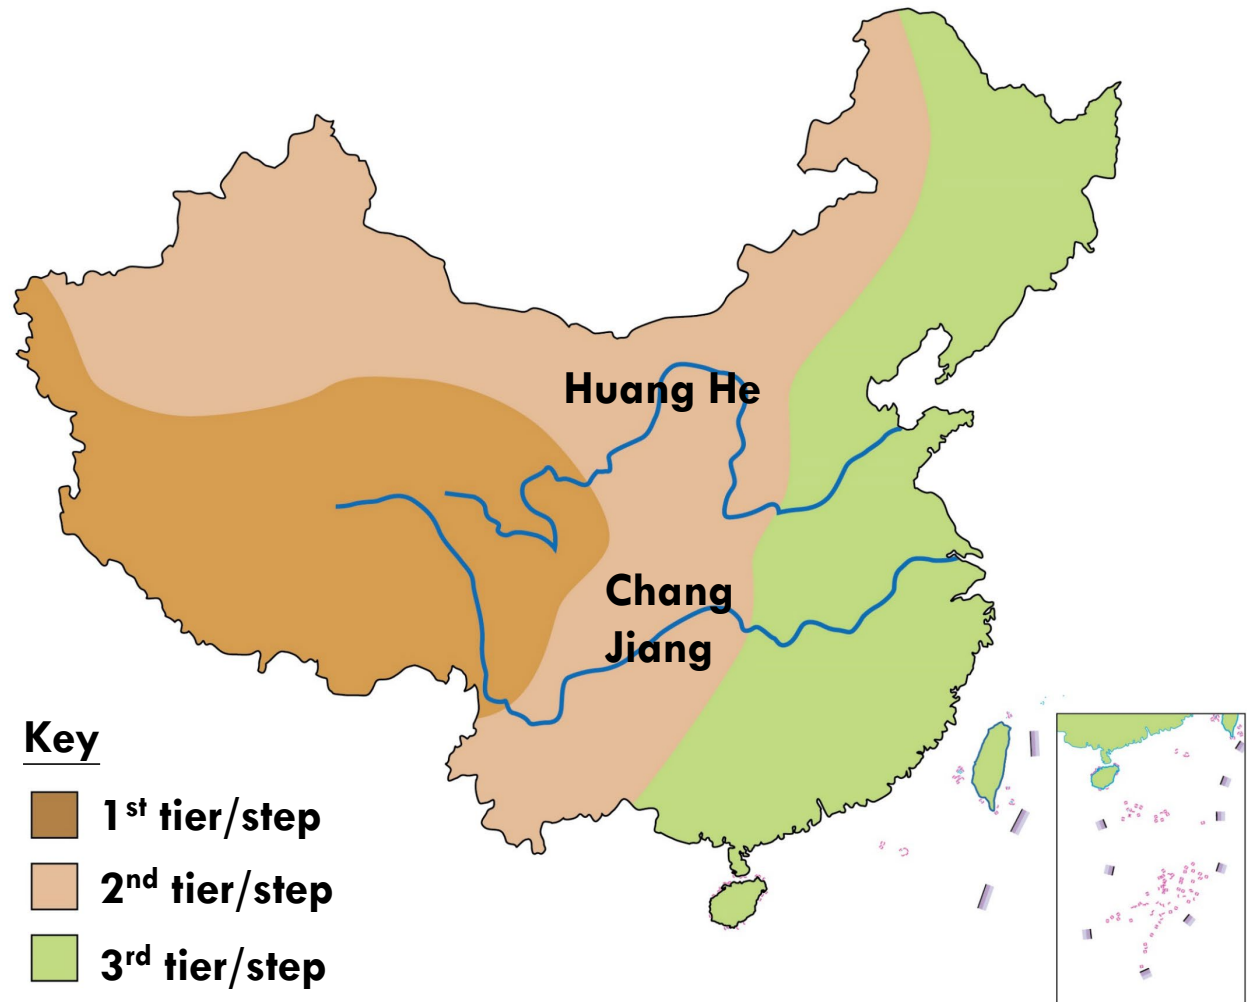 Huang He
Chang
Jiang
Key
1st tier/step
2nd tier/step
3rd tier/step